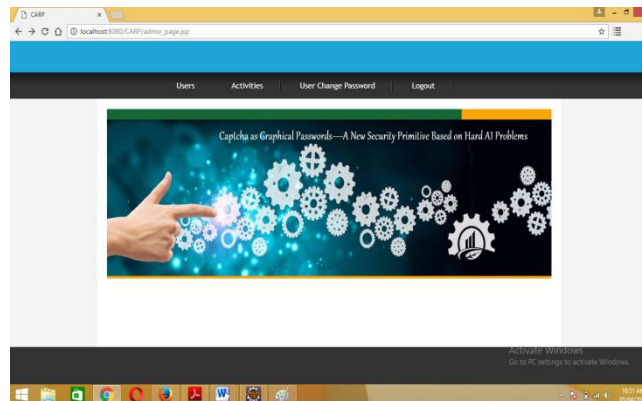 CARP
localhost:8080/CARP/admin_page.jsp
Users Activities User Change Password Logout
Captcha as Graphical Passwords—A New Security Primitive Based on Hard AI Problems
Activate Windows
Go to PC settings to activate Windows.